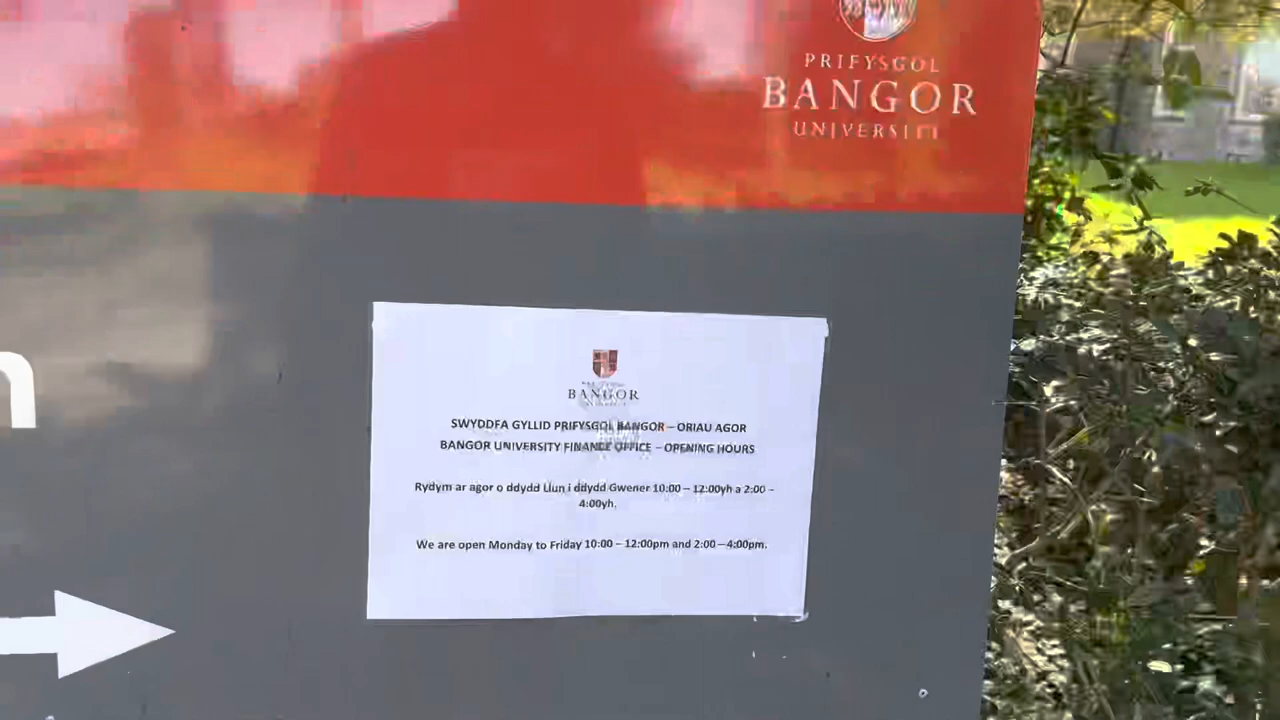 PRIFYSGOL
BANGOR
UNIVERSITY
BANGOR
SWYDDFA GYLLID PRIFYSGOL BANGOR – ORIAU AGOR
BANGOR UNIVERSITY FINANCE OFFICE – OPENING HOURS
Rydym ar agor o ddydd Llun i ddydd Gwener 10:00 – 12:00yh a 2:00 –
4:00yh.
We are open Monday to Friday 10:00 – 12:00pm and 2:00 – 4:00pm.